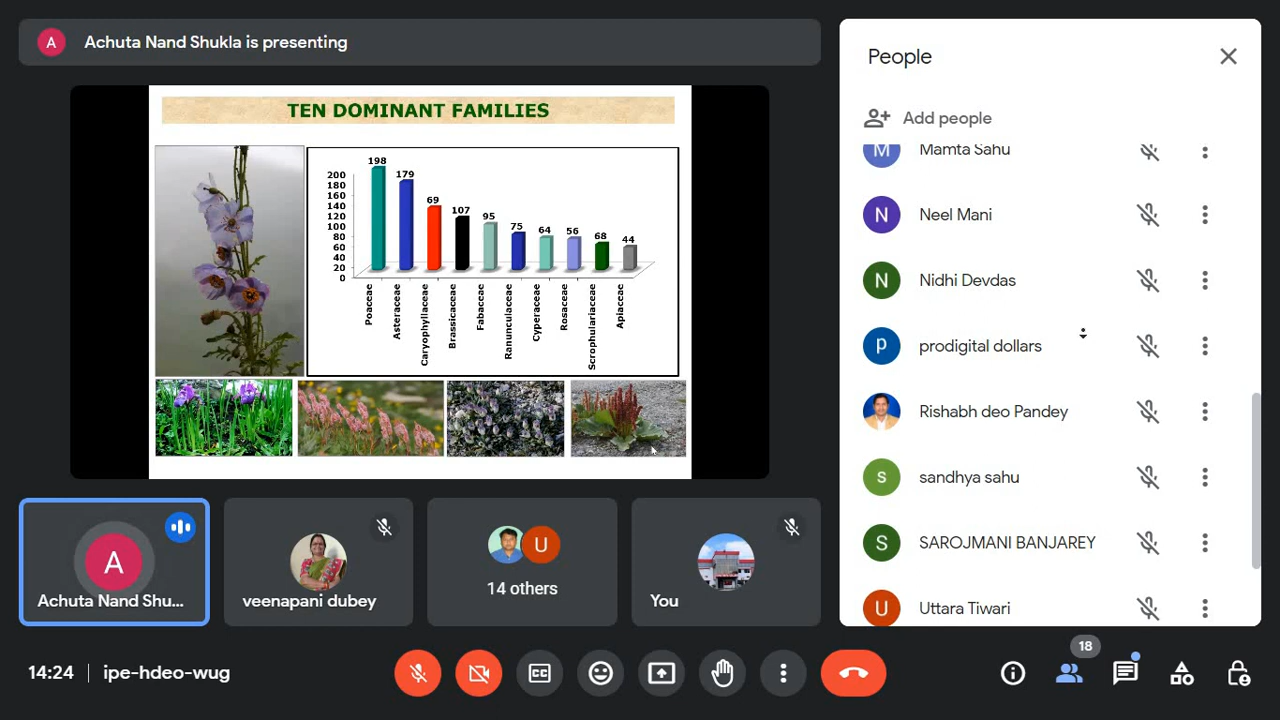 A Achuta Nand Shukla is presenting
TEN DOMINANT FAMILIES
200
180
160
140
120
100
80
60
40
20
0
198
179
69
107
95
75
64
56
68
44
Poaceae
Asteraceae
Caryophyllaceae
Brassicaceae
Fabaceae
Ranunculaceae
Cyperaceae
Rosaceae
Scrophulariaceae
Apiaceae
A
Achuta Nand Shu...
veenapani dubey
U
14 others
You
People
Add people
M Mamta Sahu
N Neel Mani
N Nidhi Devdas
p prodigital dollars
Rishabh deo Pandey
s sandhya sahu
S SAROJMANI BANJAREY
U Uttara Tiwari
14:24 | ipe-hdeo-wug
CC
18